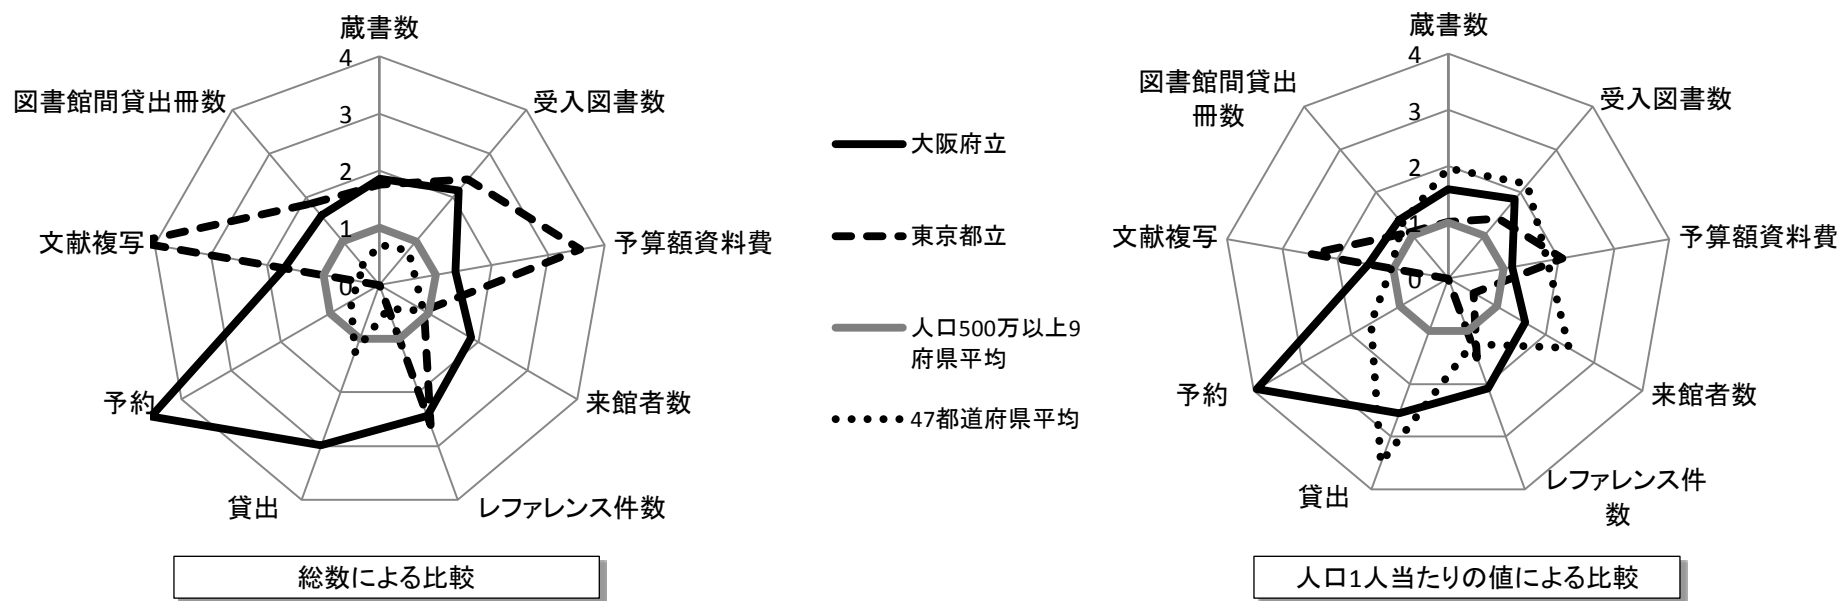 蔵書数
4
3
2
1
0
受入図書数
予算額資料費
来館者数
レファレンス件数
貸出
予約
文献複写
図書館間貸出冊数
総数による比較
大阪府立
東京都立
人口500万以上9
府県平均
47都道府県平均
蔵書数
4
3
2
1
0
受入図書数
予算額資料費
来館者数
レファレンス件
数
貸出
予約
文献複写
図書館間貸出
冊数
人口1人当たりの値による比較